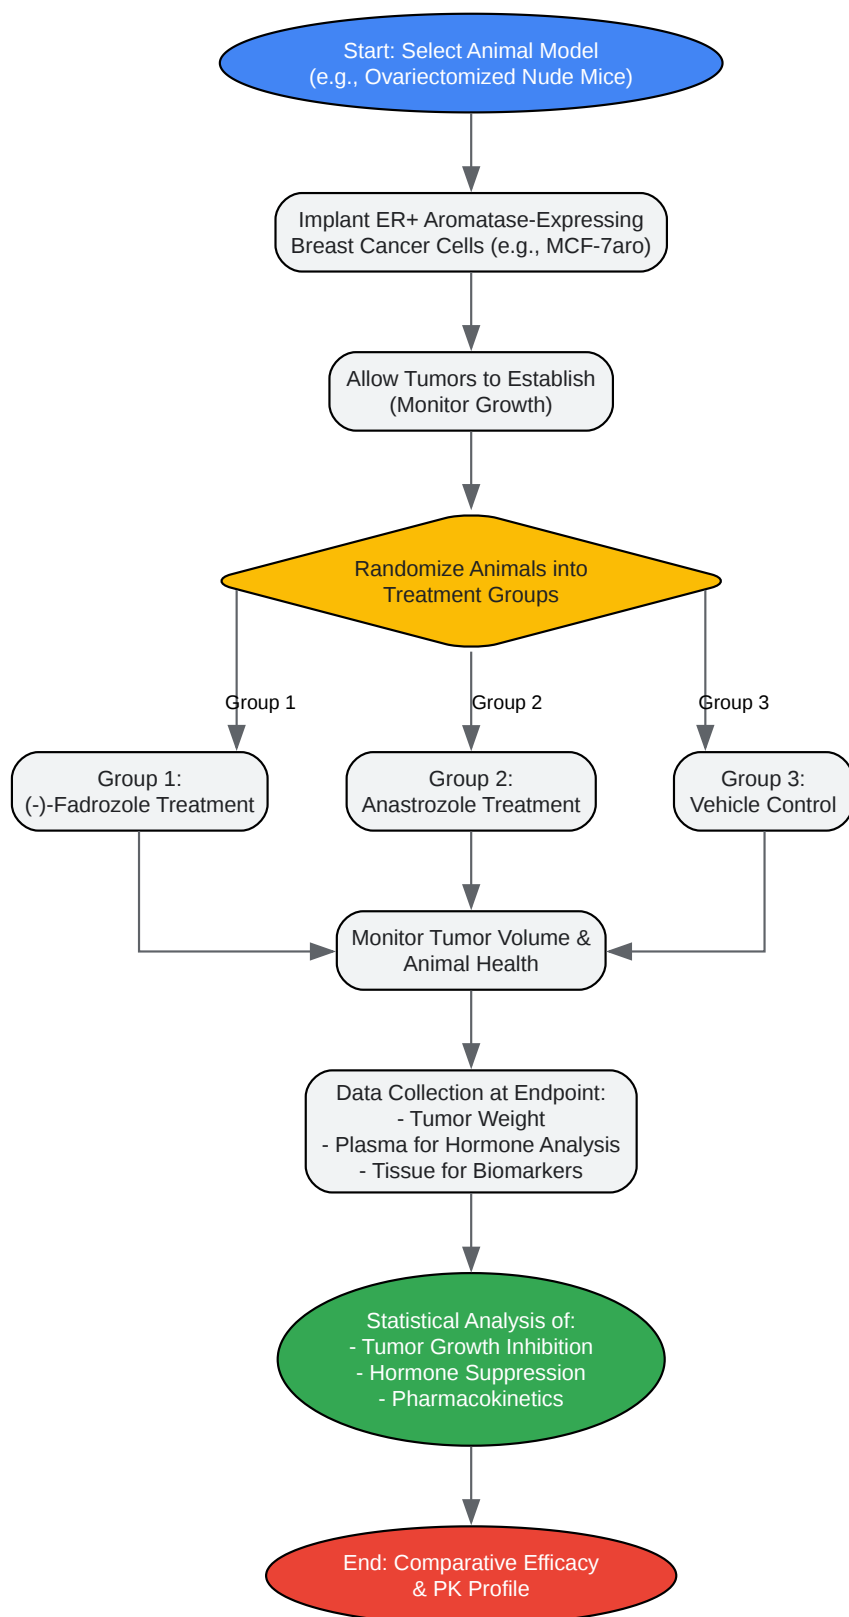 Start: Select Animal Model
(e.g., Ovariectomized Nude Mice)
Implant ER+ Aromatase-Expressing
Breast Cancer Cells (e.g., MCF-7aro)
Allow Tumors to Establish
(Monitor Growth)
Randomize Animals into
Treatment Groups
Group 1
Group 2
Group 3
Group 1:
(-)-Fadrozole Treatment
Group 2:
Anastrozole Treatment
Group 3:
Vehicle Control
Monitor Tumor Volume &
Animal Health
Data Collection at Endpoint:
- Tumor Weight
- Plasma for Hormone Analysis
- Tissue for Biomarkers
Statistical Analysis of:
- Tumor Growth Inhibition
- Hormone Suppression
- Pharmacokinetics
End: Comparative Efficacy
& PK Profile